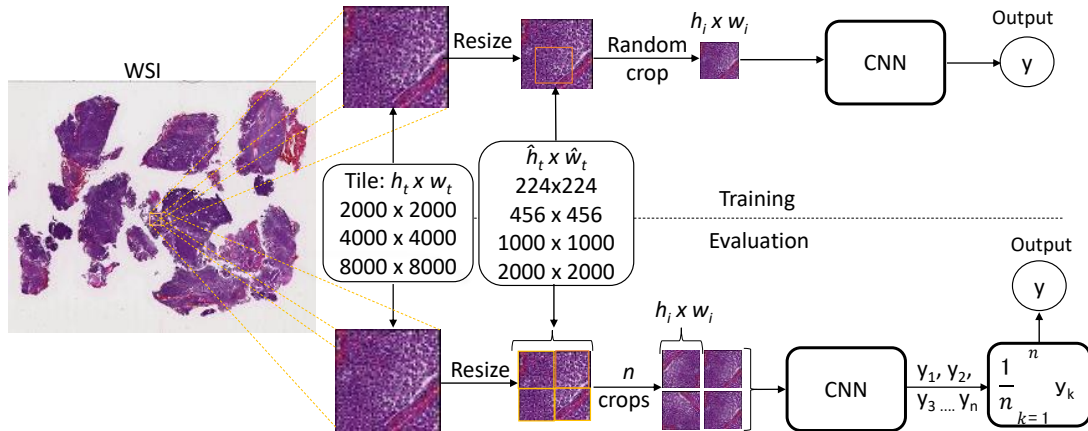 WSI
Resize
Random
crop
h_i x w_i
CNN
Output
y
Tile: h_t x w_t
2000 x 2000
4000 x 4000
8000 x 8000
ĥ_t x ŵ_t
224x224
456 x 456
1000 x 1000
2000 x 2000
Training
Evaluation
Resize
n
crops
h_i x w_i
CNN
y_1, y_2,
y_3 .... y_n
1
n
n
k=1
y_k
Output
y